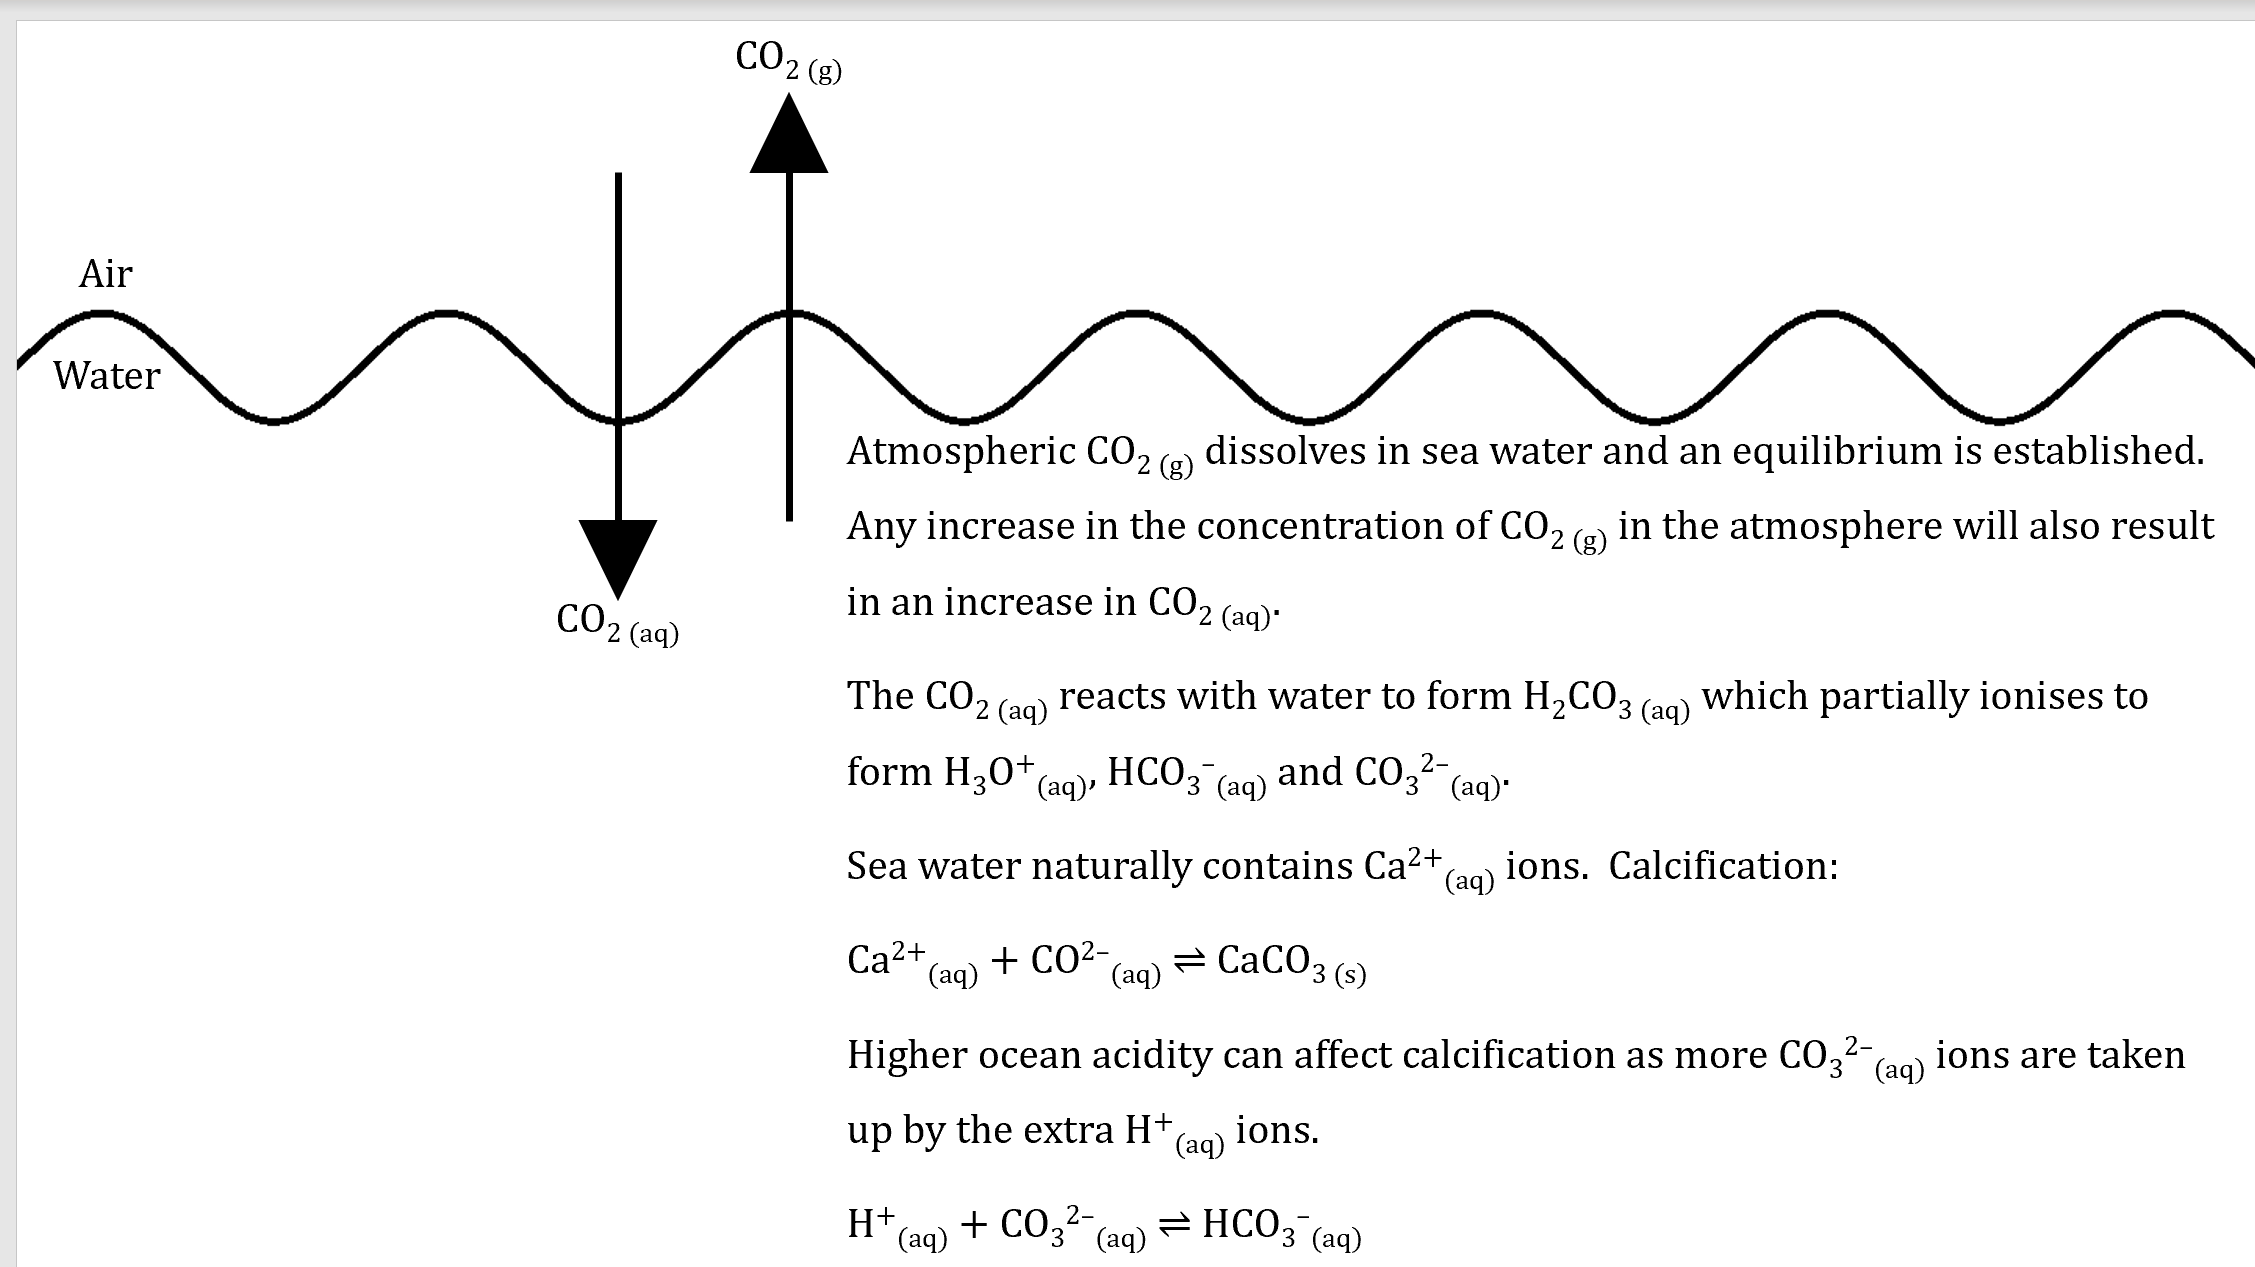 CO₂ (g)
Air
Water
CO₂ (aq)
Atmospheric CO₂ (g) dissolves in sea water and an equilibrium is established.
Any increase in the concentration of CO₂ (g) in the atmosphere will also result
in an increase in CO₂ (aq).
The CO₂ (aq) reacts with water to form H₂CO₃ (aq) which partially ionises to
form H₃O⁺(aq), HCO₃⁻(aq) and CO₃²⁻(aq).
Sea water naturally contains Ca²⁺(aq) ions.  Calcification:
Ca²⁺(aq) + CO²⁻(aq) ⇌ CaCO₃ (s)
Higher ocean acidity can affect calcification as more CO₃²⁻(aq) ions are taken
up by the extra H⁺(aq) ions.
H⁺(aq) + CO₃²⁻(aq) ⇌ HCO₃⁻(aq)